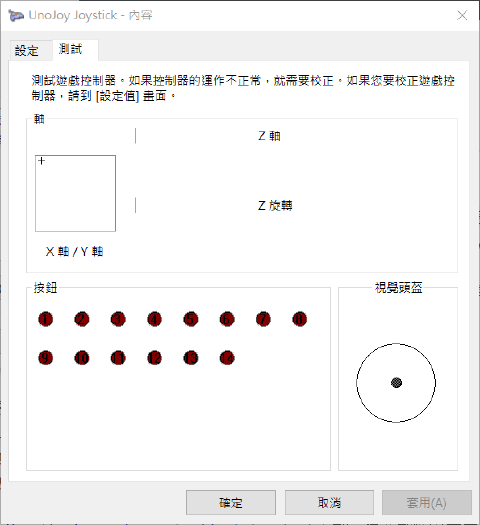 UnoJoy Joystick - 內容
設定
測試
測試遊戲控制器。如果控制器的運作不正常，就需要校正。如果您要校正遊戲控
制器，請到 [設定值] 畫面。
軸
Z 軸
Z 旋轉
X 軸 / Y 軸
按鈕
視覺頭盔
1 2 3 4 5 6 7 8
9 10 11 12 13 14
確定
取消
套用(A)